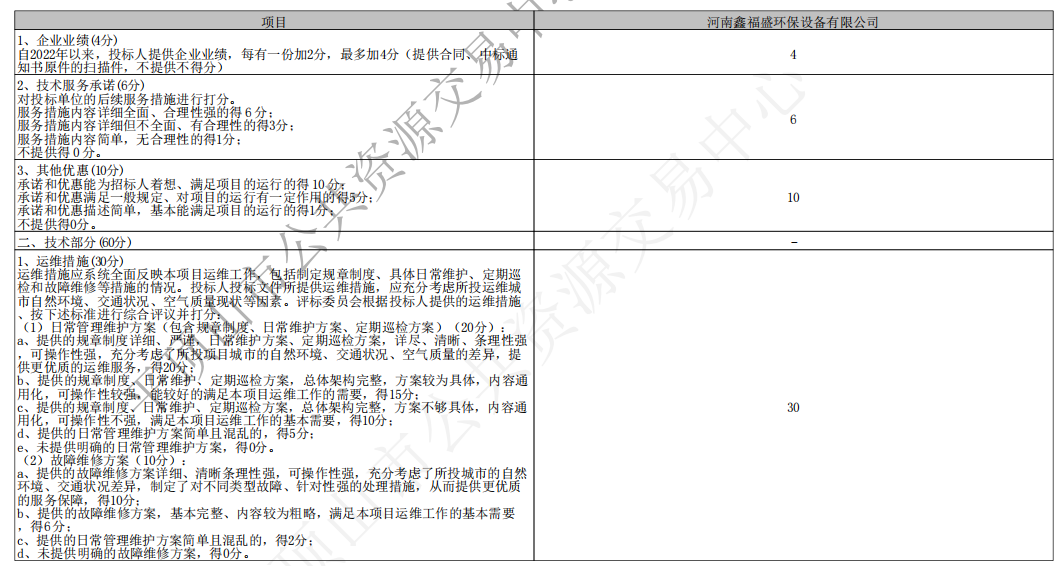 项目 河南鑫福盛环保设备有限公司
1、企业业绩(4分)
自2022年以来，投标人提供企业业绩，每有一份加2分，最多加4分（提供合同、中标通
知书原件的扫描件，不提供不得分）
4
2、技术服务承诺(6分)
对投标单位的后续服务措施进行打分。
服务措施内容详细全面、合理性强的得６分；
服务措施内容详细但不全面、有合理性的得3分；
服务措施内容简单，无合理性的得1分；
不提供得０分。
6
3、其他优惠(10分)
承诺和优惠能为招标人着想、满足项目的运行的得 10 分；
承诺和优惠满足一般规定、对项目的运行有一定作用的得5分；
承诺和优惠描述简单，基本能满足项目的运行的得1分；
不提供得0分。
10
二、技术部分(60分) －
1、运维措施(30分)
运维措施应系统全面反映本项目运维工作，包括制定规章制度、具体日常维护、定期巡
检和故障维修等措施的情况。投标人投标文件所提供运维措施，应充分考虑所投运维城
市自然环境、交通状况、空气质量现状等因素。评标委员会根据投标人提供的运维措施
、按下述标准进行综合评议并打分：
（1）日常管理维护方案（包含规章制度、日常维护方案、定期巡检方案）（20分）：
a、提供的规章制度详细、严谨、日常维护方案、定期巡检方案，详尽、清晰、条理性强
，可操作性强，充分考虑了所投项目城市的自然环境、交通状况、空气质量的差异，提
供更优质的运维服务，得20分；
b、提供的规章制度、日常维护、定期巡检方案，总体架构完整，方案较为具体，内容通
用化，可操作性较强，能较好的满足本项目运维工作的需要，得15分；
c、提供的规章制度、日常维护、定期巡检方案，总体架构完整，方案不够具体，内容通
用化，可操作性不强，满足本项目运维工作的基本需要，得10分；
d、提供的日常管理维护方案简单且混乱的，得5分；
e、未提供明确的日常管理维护方案，得0分。
（2）故障维修方案（10分）：
a、提供的故障维修方案详细、清晰条理性强，可操作性强，充分考虑了所投城市的自然
环境、交通状况差异，制定了对不同类型故障、针对性强的处理措施，从而提供更优质
的服务保障，得10分；
b、提供的故障维修方案，基本完整、内容较为粗略，满足本项目运维工作的基本需要
，得6分；
c、提供的日常管理维护方案简单且混乱的，得2分；
d、未提供明确的故障维修方案，得0分。
30
平顶山市公共资源交易中心
顶山市公共资源交易中心